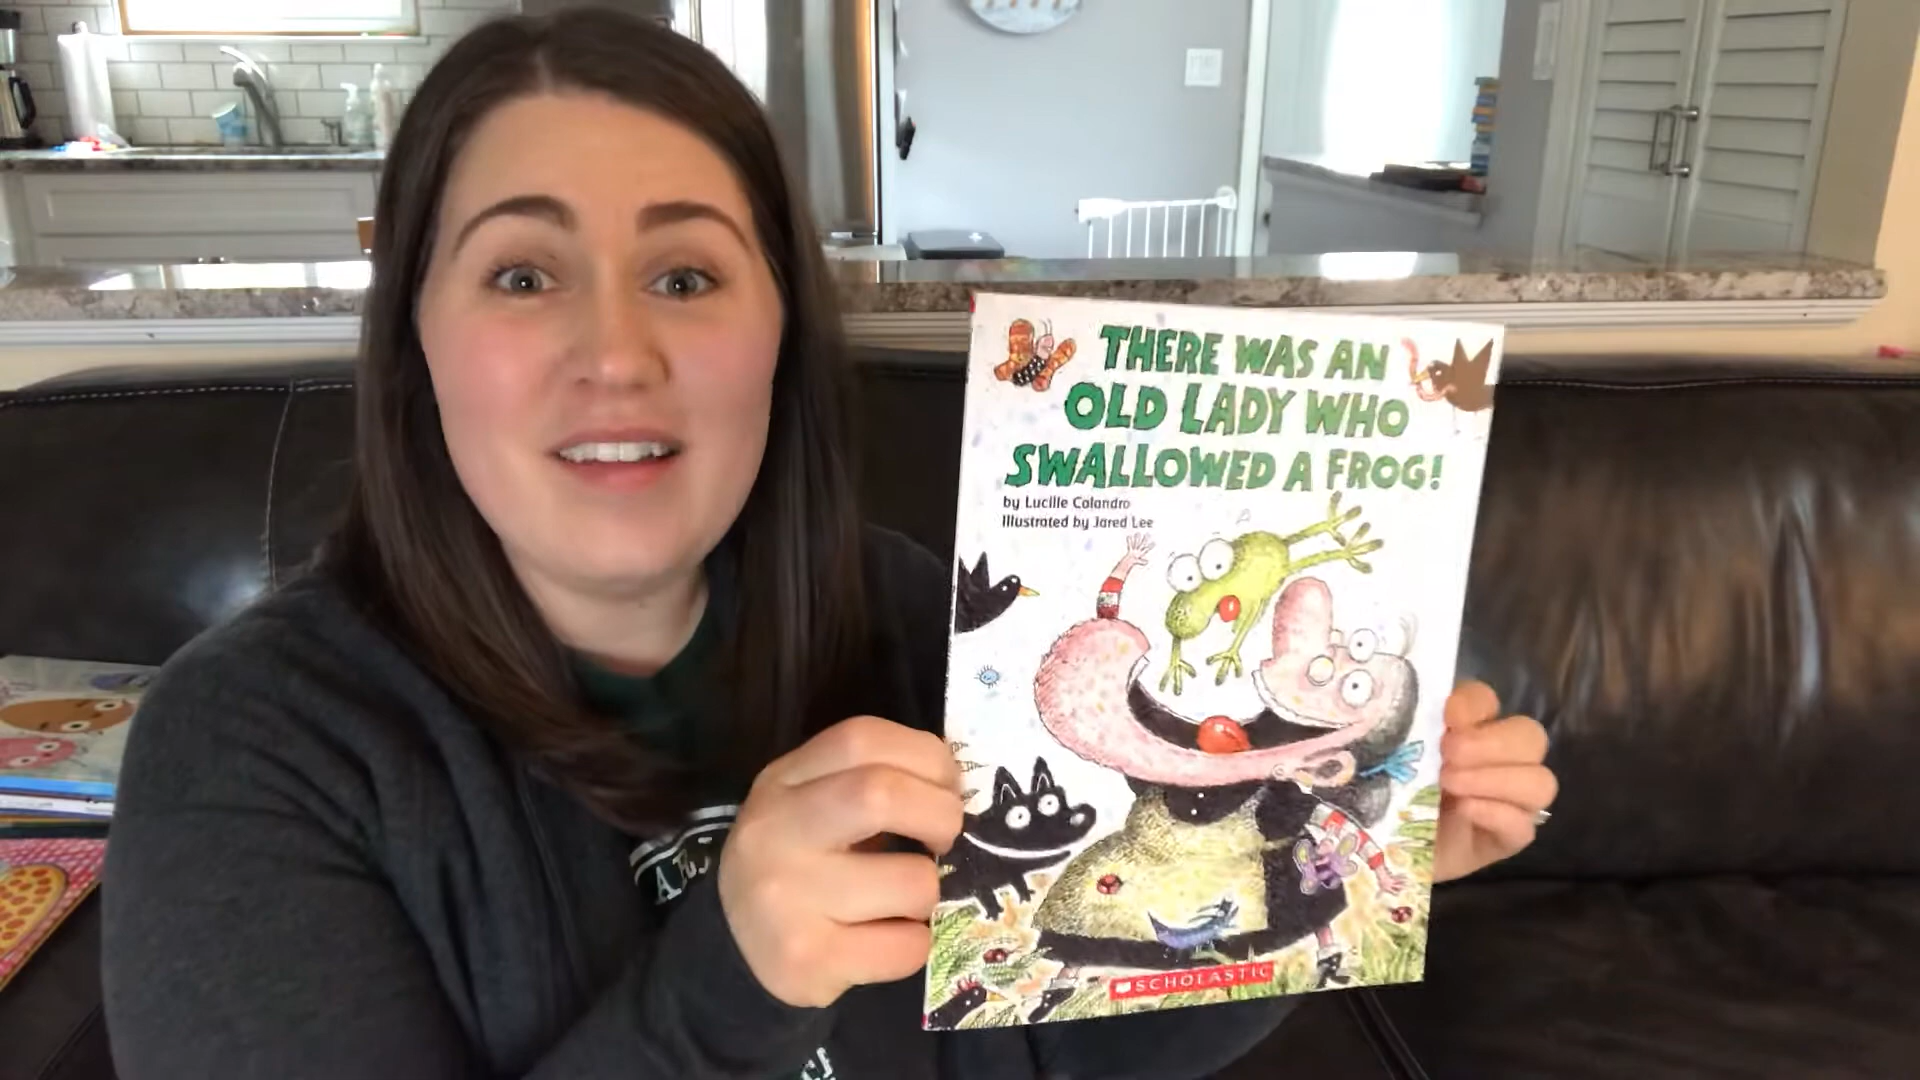 THERE WAS AN
OLD LADY WHO
SWALLOWED A FROG!
by Lucille Colandro
Illustrated by Jared Lee
SCHOLASTIC